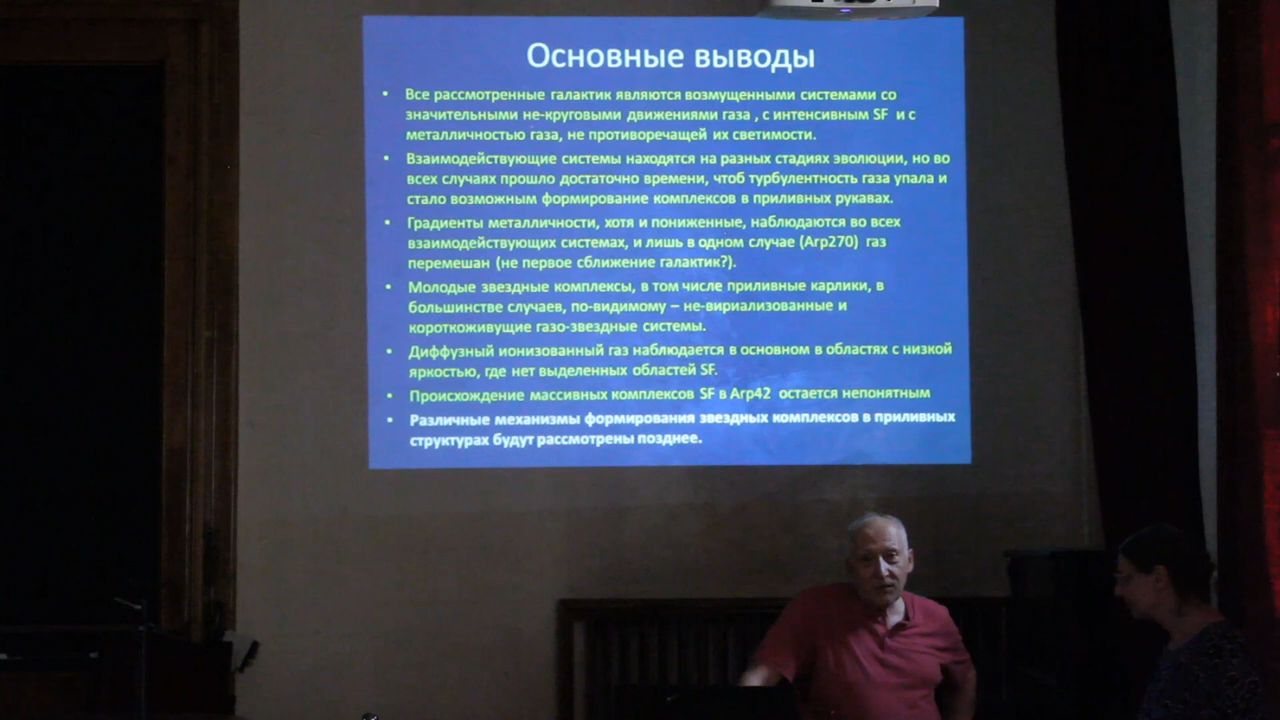 Основные выводы
• Все рассмотренные галактик являются возмущенными системами со
значительными не-круговыми движениями газа , с интенсивным SF и с
металличностью газа, не противоречащей их светимости.
• Взаимодействующие системы находятся на разных стадиях эволюции, но во
всех случаях прошло достаточно времени, чтоб турбулентность газа упала и
стало возможным формирование комплексов в приливных рукавах.
• Градиенты металличности, хотя и пониженные, наблюдаются во всех
взаимодействующих системах, и лишь в одном случае (Arp270) газ
перемешан (не первое сближение галактик?).
• Молодые звездные комплексы, в том числе приливные карлики, в
большинстве случаев, по-видимому – не-вириализованные и
короткоживущие газо-звездные системы.
• Диффузный ионизованный газ наблюдается в основном в областях с низкой
яркостью, где нет выделенных областей SF.
• Происхождение массивных комплексов SF в Arp42 остается непонятным
• Различные механизмы формирования звездных комплексов в приливных
структурах будут рассмотрены позднее.